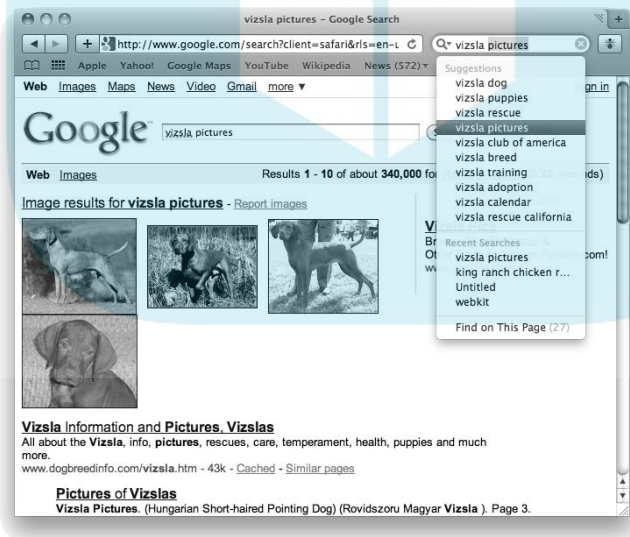 vizsla pictures – Google Search
http://www.google.com/search?client=safari&rls=en-u
vizsla pictures
Apple Yahoo! Google Maps YouTube Wikipedia News (572)▾
Web Images Maps News Video Gmail more ▼
gn in
Google
vizsla pictures
Suggestions
vizsla dog
vizsla puppies
vizsla rescue
vizsla pictures
vizsla club of america
vizsla breed
vizsla training
vizsla adoption
vizsla calendar
vizsla rescue california
Recent Searches
vizsla pictures
king ranch chicken r...
Untitled
webkit
Find on This Page (27)
Web Images
Results 1 - 10 of about 340,000 for
seconds)
Image results for vizsla pictures - Report images
com!
Vizsla Information and Pictures, Vizslas
All about the Vizsla, info, pictures, rescues, care, temperament, health, puppies and much
more.
www.dogbreedinfo.com/vizsla.htm - 43k - Cached - Similar pages
Pictures of Vizslas
Vizsla Pictures. (Hungarian Short-haired Pointing Dog) (Rovidszoru Magyar Vizsla ). Page 3.